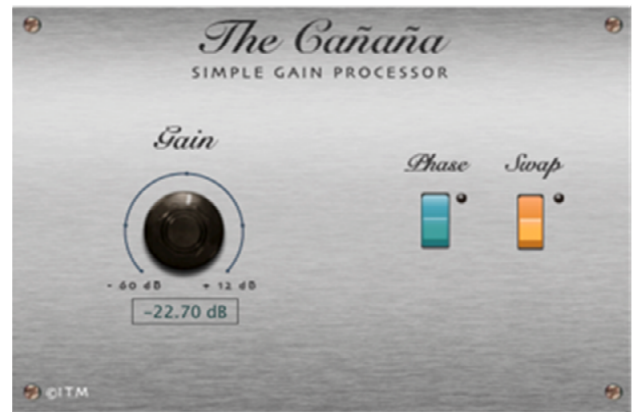 The Cañaña
SIMPLE GAIN PROCESSOR
Gain
Phase Swap
- 60 dB + 12 dB
-22.70 dB
©ITM